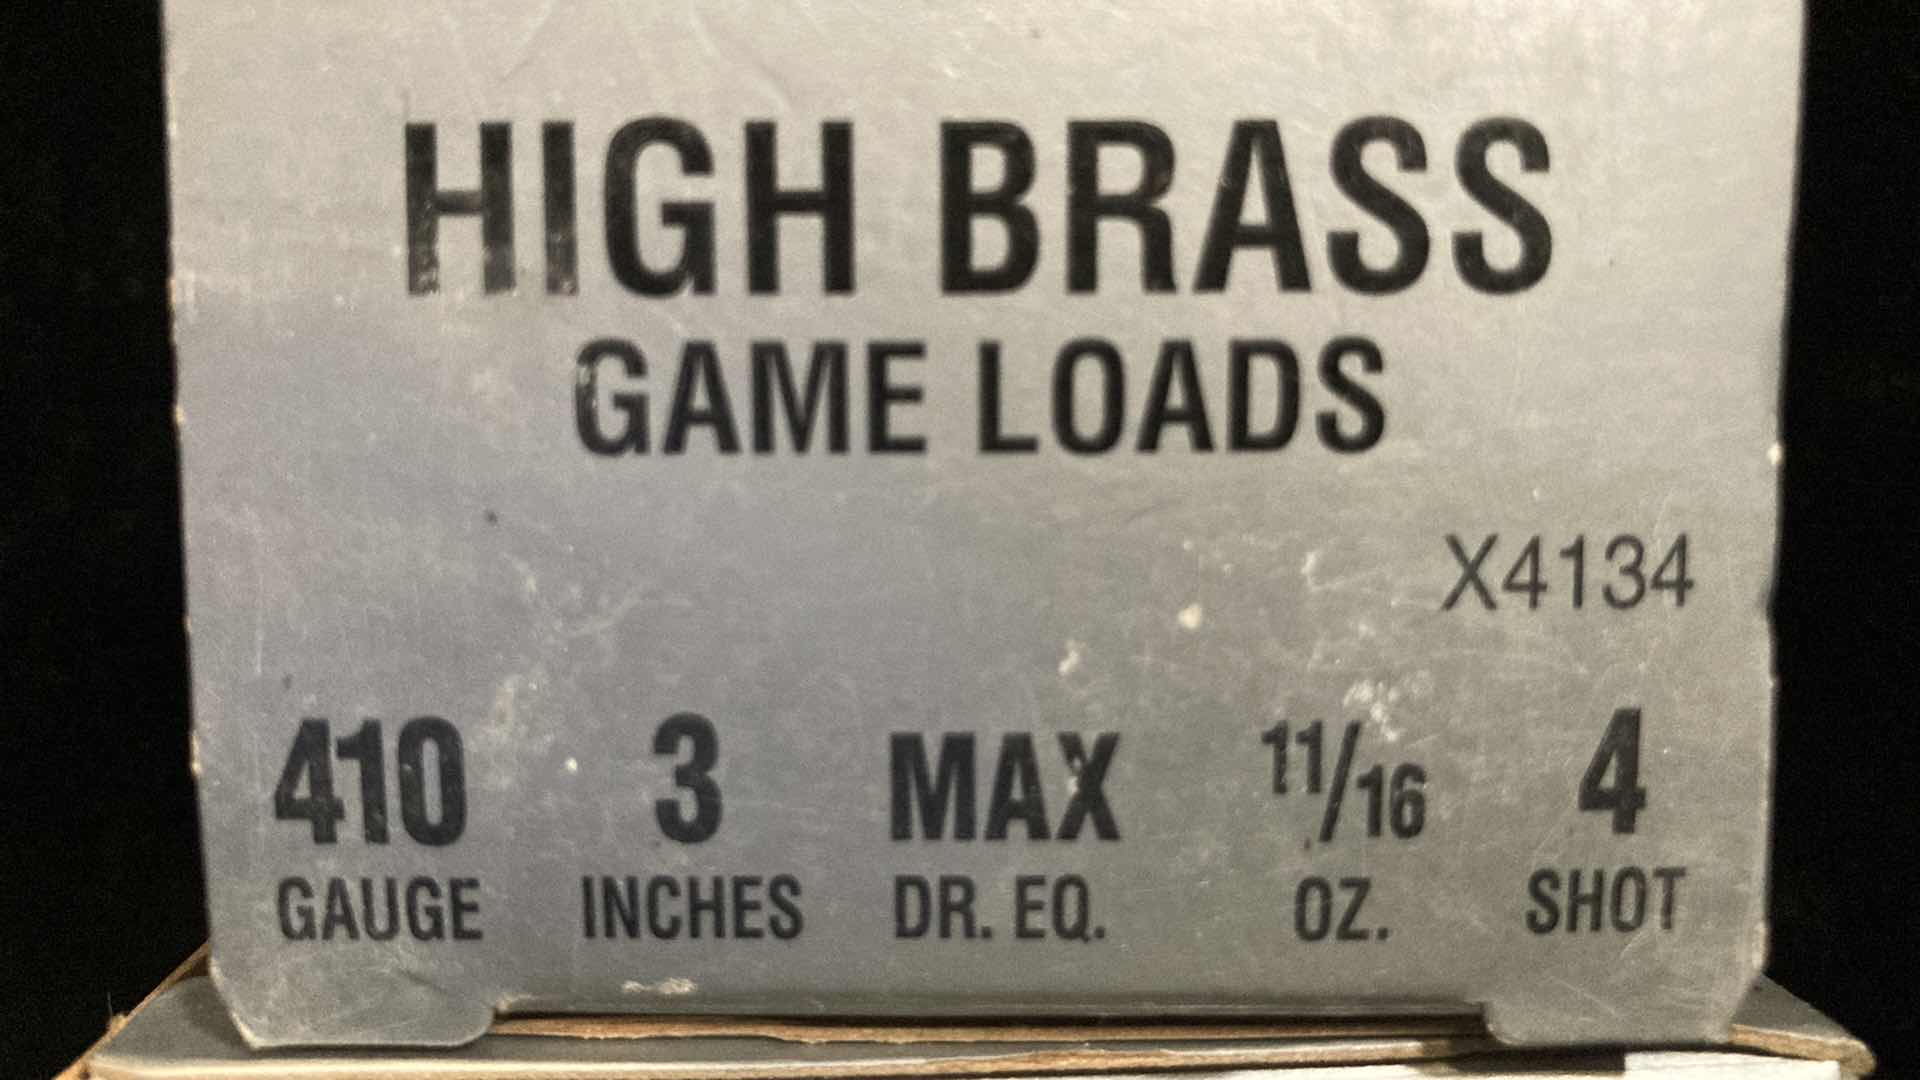 HIGH BRASS
GAME LOADS
X4134
410 3 MAX 11/16 4
GAUGE INCHES DR. EQ. OZ. SHOT